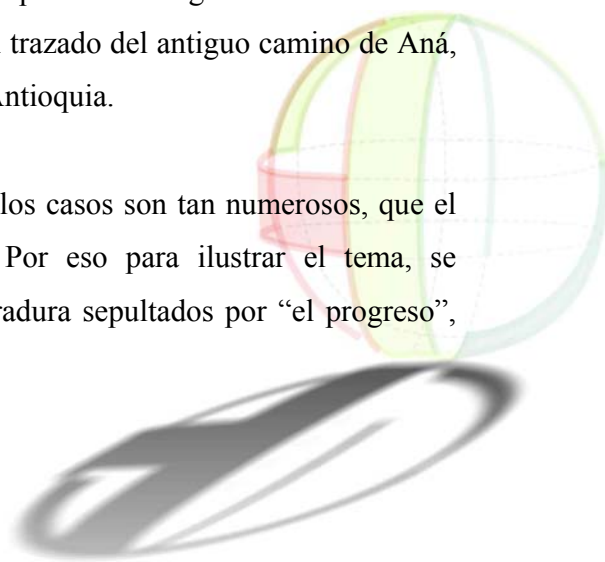 trazado del antiguo camino de Aná,
Antioquia.
los casos son tan numerosos, que el
Por eso para ilustrar el tema, se
radura sepultados por “el progreso”,